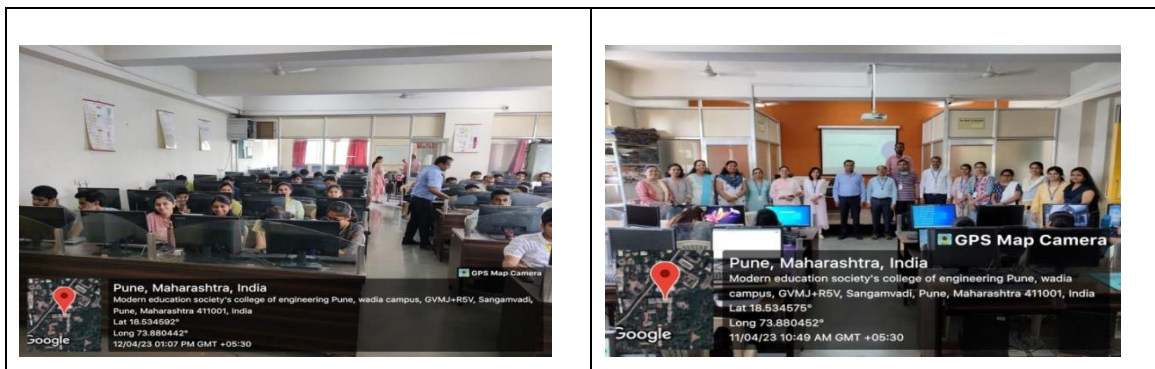 GPS Map Camera
Pune, Maharashtra, India
Modern education society's college of engineering Pune, wadia campus, GVMJ+R5V, Sangamvadi,
Pune, Maharashtra 411001, India
Lat 18.534592°
Long 73.880442°
12/04/23 01:07 PM GMT +05:30
Google
GPS Map Camera
Pune, Maharashtra, India
Modern education society's college of engineering Pune, wadia
campus, GVMJ+R5V, Sangamvadi, Pune, Maharashtra 411001, India
Lat 18.534575°
Long 73.880452°
11/04/23 10:49 AM GMT +05:30
Google